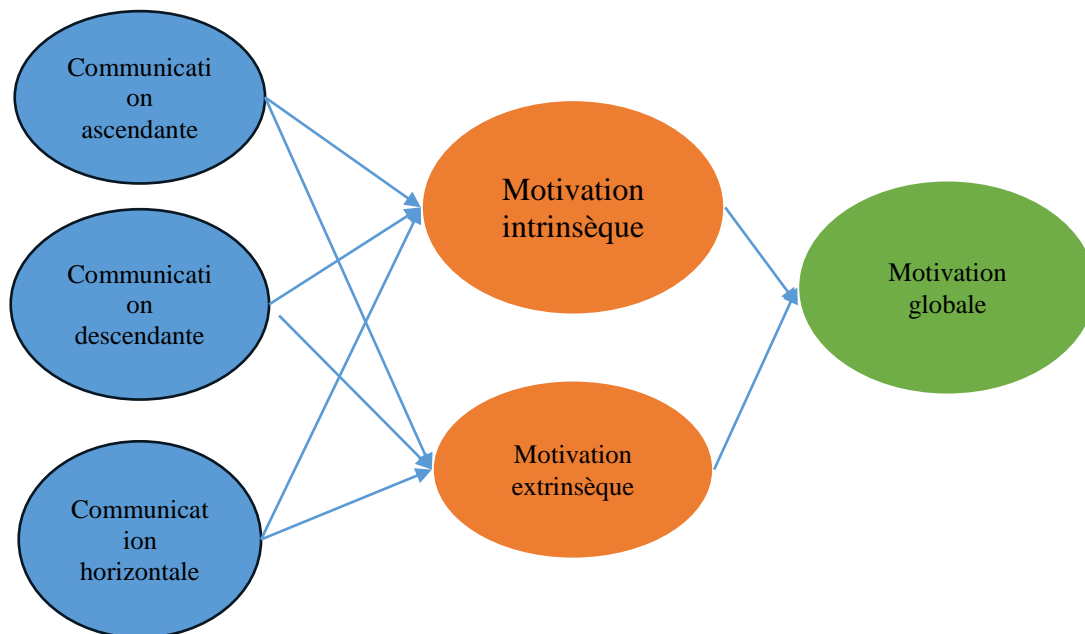 Communicati
on
ascendante
Communicati
on
descendante
Communicat
ion
horizontale
Motivation
intrinsèque
Motivation
extrinsèque
Motivation
globale